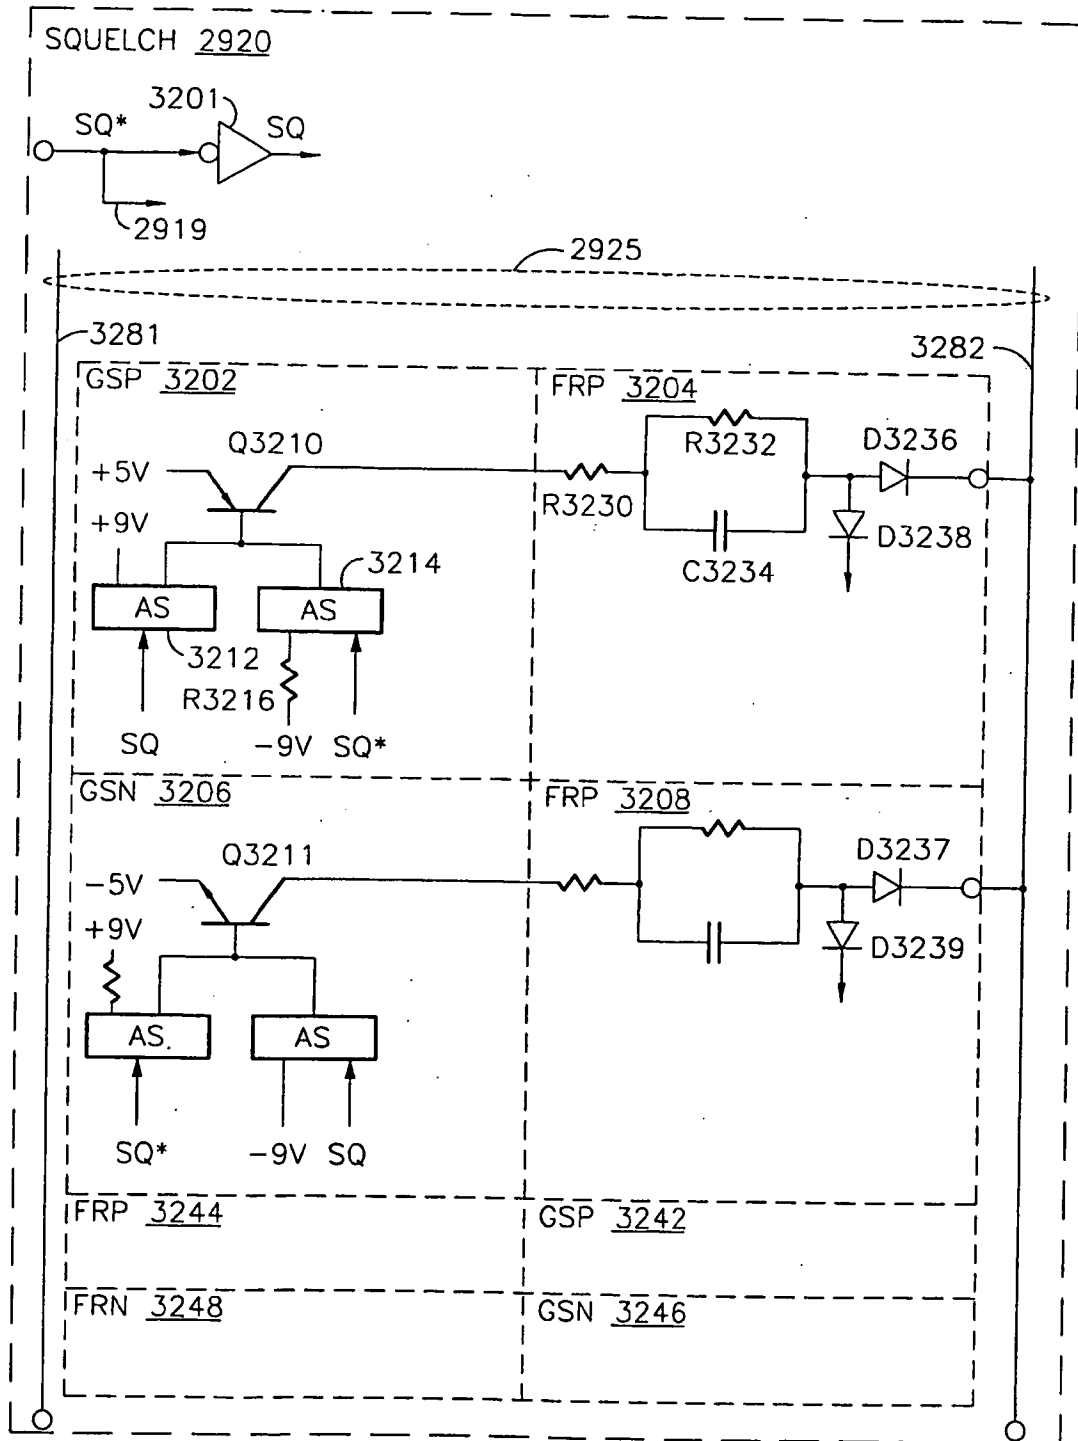 SQUELCH 2920
3201
SQ*
SQ
2919
2925
3281
3282
GSP 3202
FRP 3204
Q3210
R3232
D3236
+5V
R3230
+9V
D3238
3214
C3234
AS
AS
3212
R3216
SQ
-9V SQ*
GSN 3206
FRP 3208
Q3211
D3237
-5V
+9V
D3239
AS.
AS
SQ*
-9V SQ
FRP 3244
GSP 3242
FRN 3248
GSN 3246